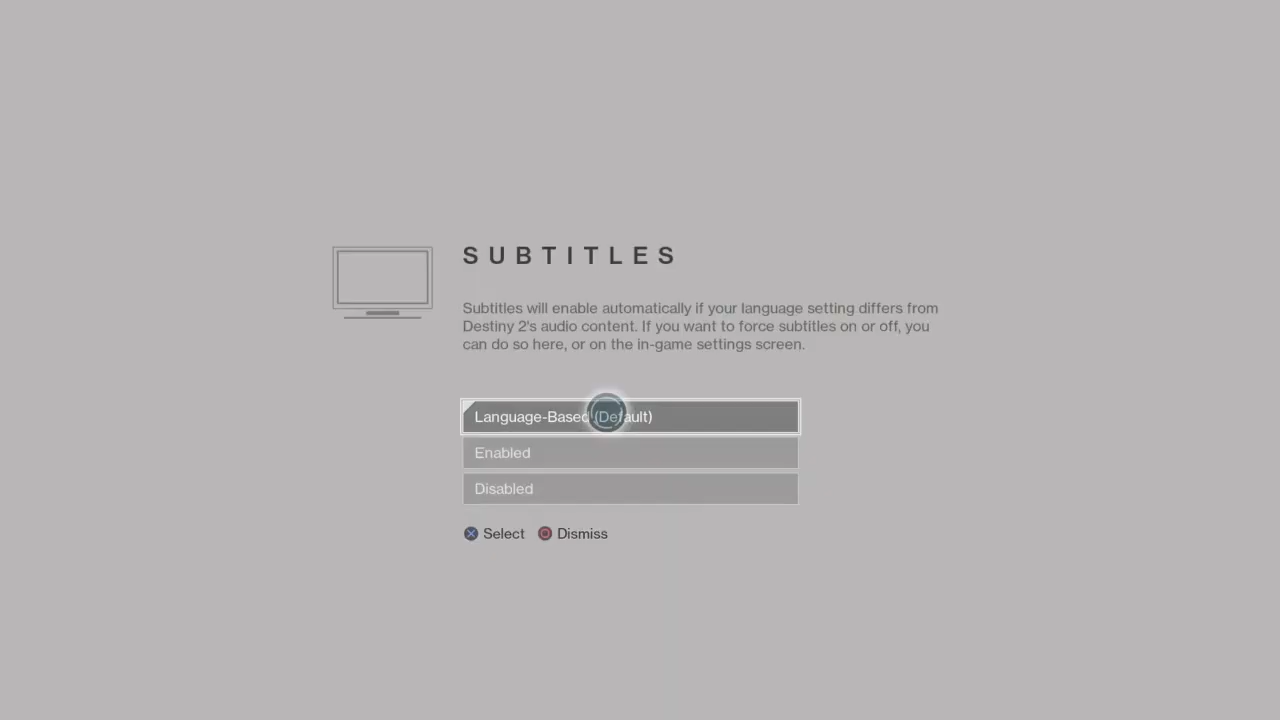 SUBTITLES
Subtitles will enable automatically if your language setting differs from
Destiny 2's audio content. If you want to force subtitles on or off, you
can do so here, or on the in-game settings screen.
Language-Based (Default)
Enabled
Disabled
Select Dismiss